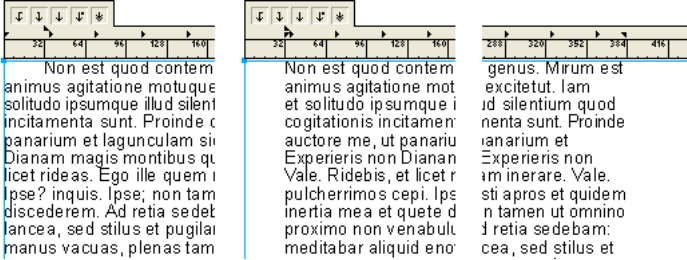 32 64 96 128 160
Non est quod contem
animus agitatione motuque
solitudo ipsumque illud silent
incitamenta sunt. Proinde
panarium et lagunculam si
Dianam magis montibus qu
licet rideas. Ego ille quem
Ipse? inquis. Ipse; non tam
discederem. Ad retia sedeb
lancea, sed stilus et pugilar
manus vacuas, plenas tam
32 64 96 128 160
Non est quod contem
animus agitatione mot
et solitudo ipsumque i
cogitationis incitamen
auctore me, ut panariu
Experieris non Dianan
Vale. Ridebis, et licet r
pulcherrimos cepi. Ips
inertia mea et quete d
proximo non venabulu
meditabar aliquid eno
288 320 352 384 416
genus. Mirum est
excitetut. Iam
ud silentium quod
menta sunt. Proinde
panarium et
Experieris non
am inerare. Vale.
sti apros et quidem
n tamen ut omnino
d retia sedebam:
cea, sed stilus et